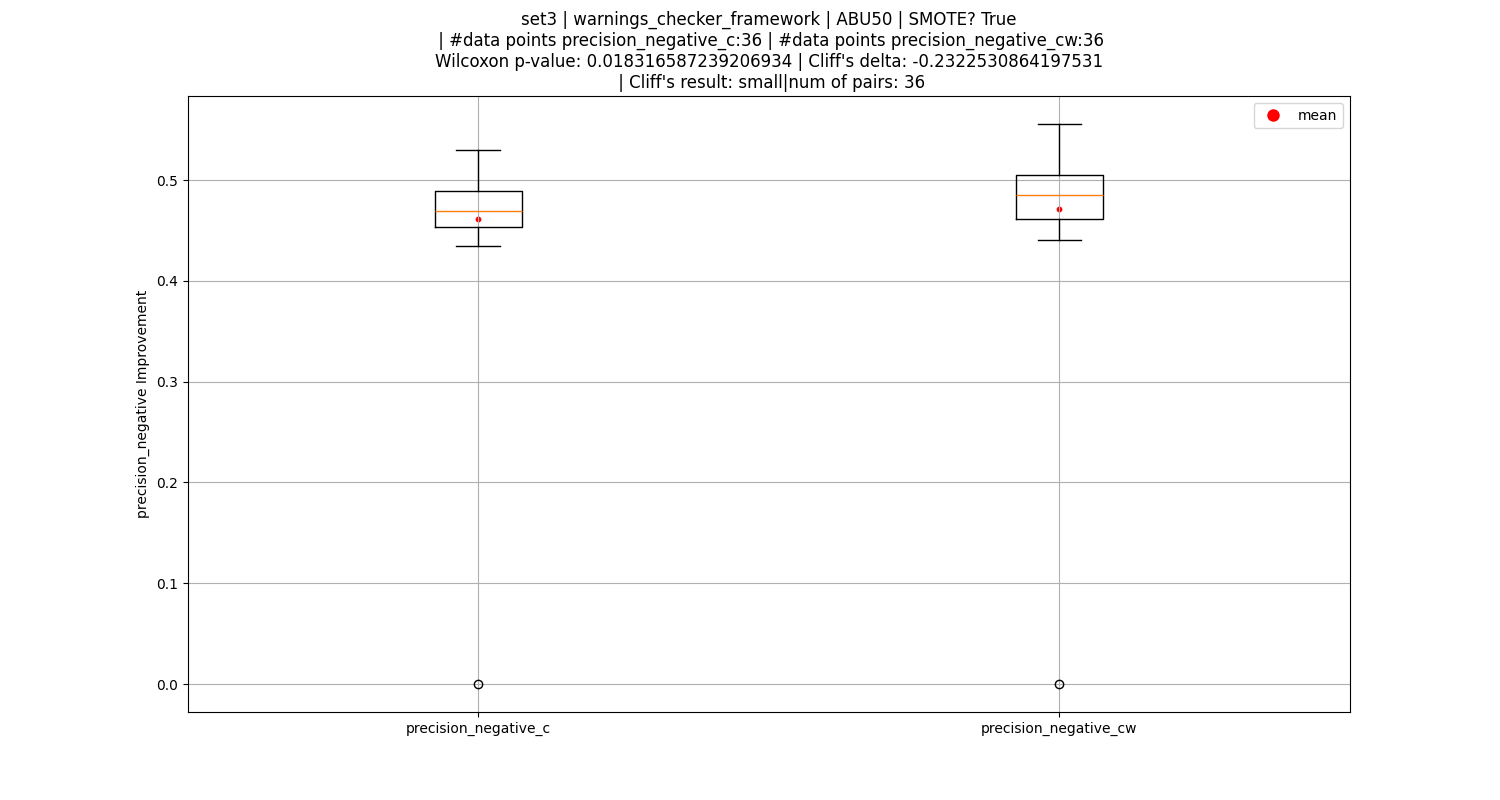 set3 | warnings_checker_framework | ABU50 | SMOTE? True
| #data points precision_negative_c:36 | #data points precision_negative_cw:36
Wilcoxon p-value: 0.018316587239206934 | Cliff's delta: -0.2322530864197531
| Cliff's result: small|num of pairs: 36
mean
0.5
0.4
0.3
0.2
0.1
0.0
precision_negative Improvement
precision_negative_c
precision_negative_cw